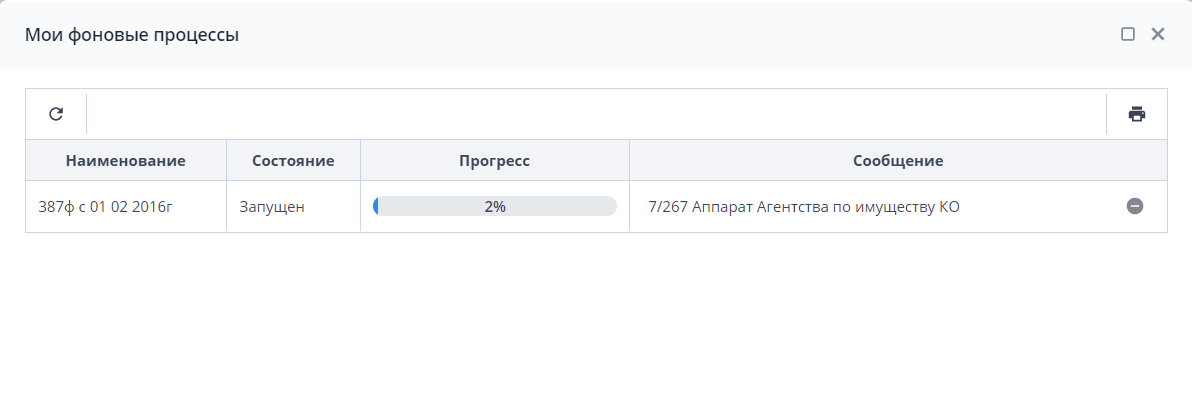 Мои фоновые процессы
Наименование Состояние Прогресс Сообщение
387ф с 01 02 2016г Запущен 2% 7/267 Аппарат Агентства по имуществу КО